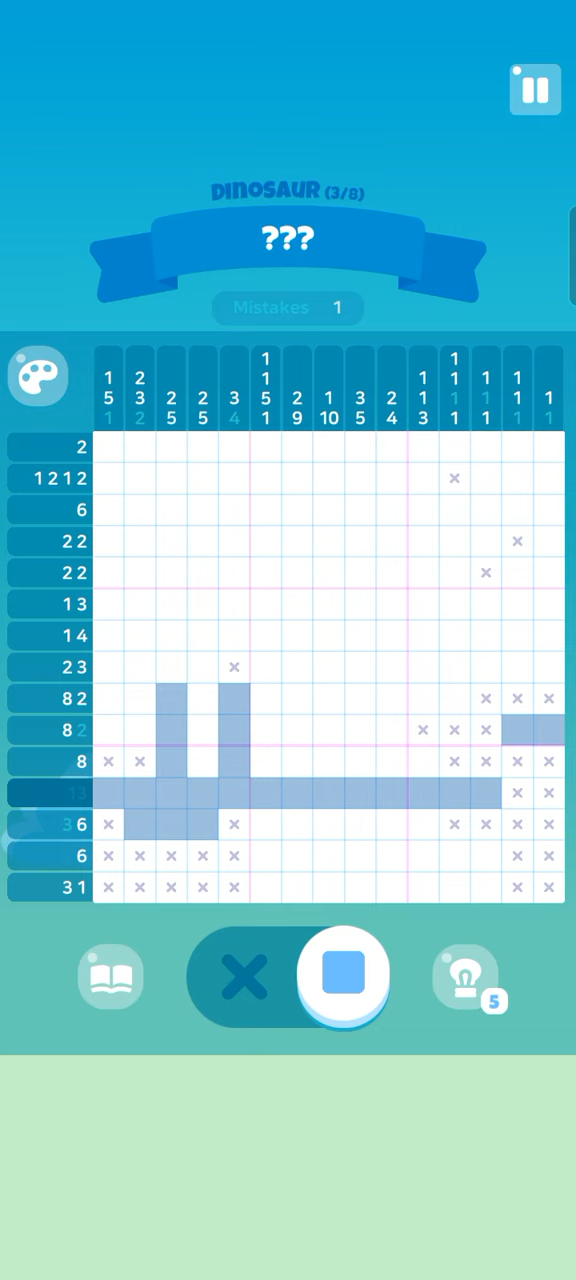 DINOSAUR (3/8)
???
Mistakes 1
1 1
1 2 1 1 1 1 1
5 3 2 2 3 5 2 1 3 2 1 1 1 1 1
1 2 5 5 4 1 9 10 5 4 3 1 1 1 1
2
1 2 1 2
6
2 2
2 2
1 3
1 4
2 3
8 2
8 2
8
13
3 6
6
3 1
5